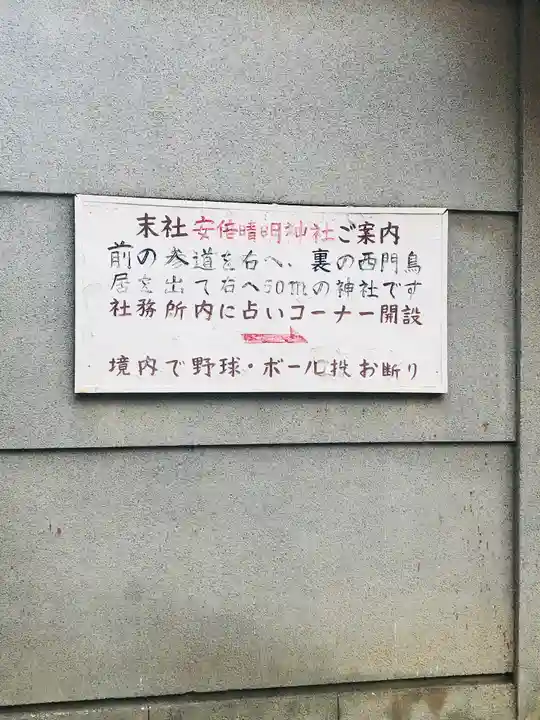 末社安倍晴明神社ご案内
前の参道を右へ、裏の西門鳥
居を出て右へ50mの神社です
社務所内に占いコーナー開設
境内で野球・ボール投お断り